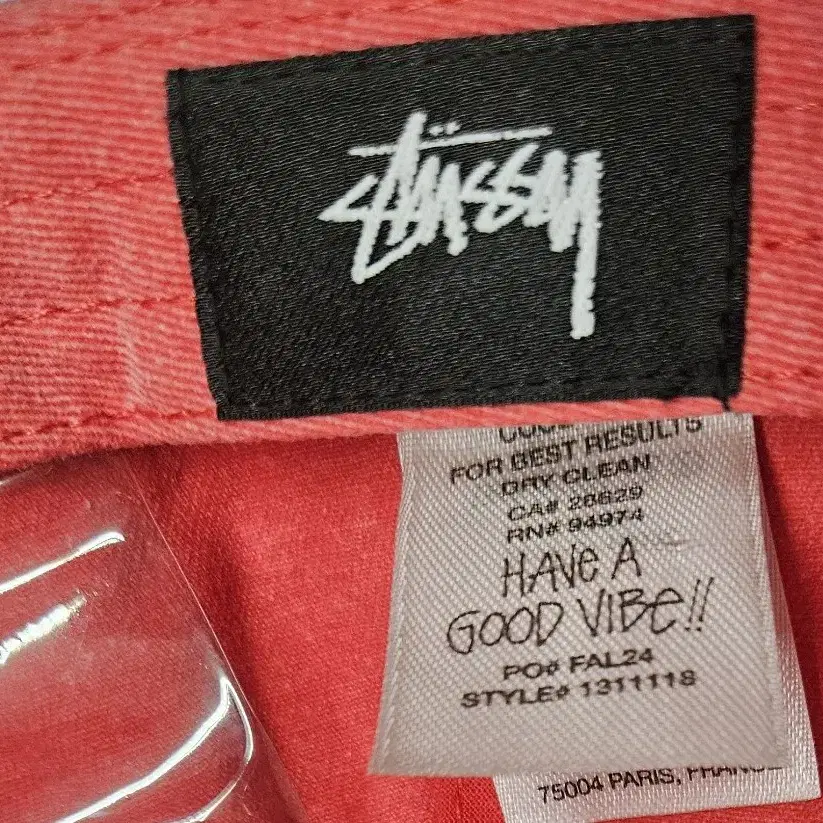 Stüssy
FOR BEST RESULTS
DRY CLEAN
CA# 28629
RN# 94974
HAVE A
GOOD VIBE!!
PO# FAL24
STYLE# 1311118
75004 PARIS, FRANCE